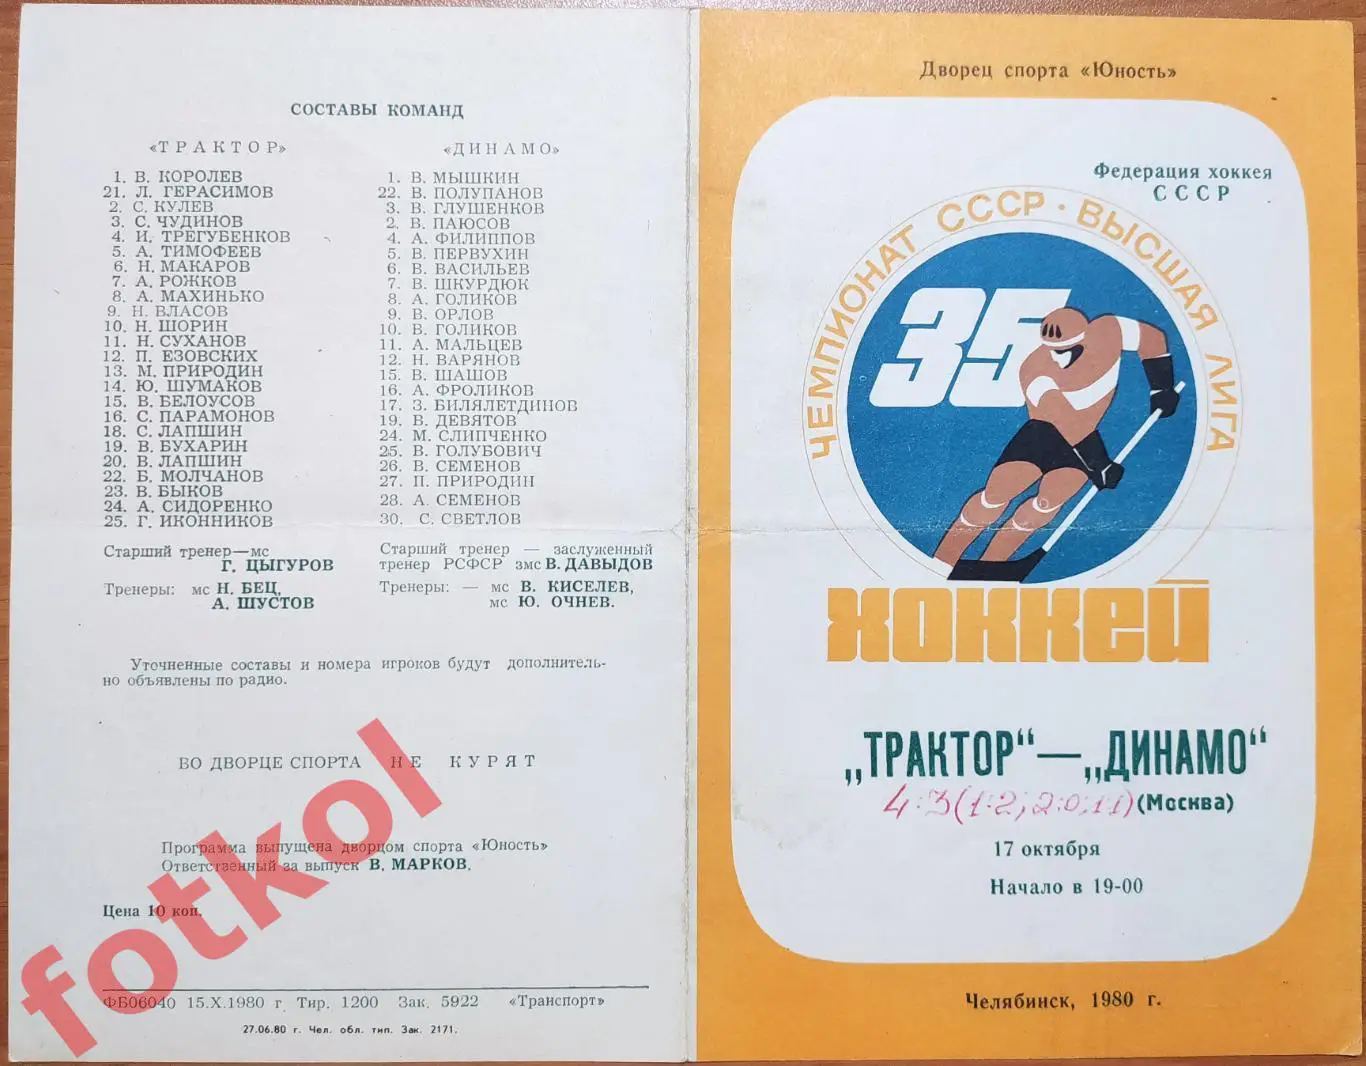 СОСТАВЫ КОМАНД
«ТРАКТОР»
1. В. КОРОЛЕВ
21. Л. ГЕРАСИМОВ
2. С. КУЛЕВ
3. С. ЧУДИНОВ
4. И. ТРЕГУБЕНКОВ
5. А. ТИМОФЕЕВ
6. Н. МАКАРОВ
7. А. РОЖКОВ
8. А. МАХИНЬКО
9. Н. ВЛАСОВ
10. Н. ШОРИН
11. Н. СУХАНОВ
12. П. ЕЗОВСКИХ
13. М. ПРИРОДИН
14. Ю. ШУМАКОВ
15. В. БЕЛОУСОВ
16. С. ПАРАМОНОВ
18. С. ЛАПШИН
19. В. БУХАРИН
20. В. ЛАПШИН
22. Б. МОЛЧАНОВ
23. В. БЫКОВ
24. А. СИДОРЕНКО
25. Г. ИКОННИКОВ
Старший тренер—мс
Г. ЦЫГУРОВ
Тренеры: мс Н. БЕЦ,
А. ШУСТОВ
«ДИНАМО»
1. В. МЫШКИН
22. В. ПОЛУПАНОВ
3. В. ГЛУШЕНКОВ
2. В. ПАЮСОВ
4. А. ФИЛИППОВ
5. В. ПЕРВУХИН
6. В. ВАСИЛЬЕВ
7. В. ШКУРДЮК
8. А. ГОЛИКОВ
9. В. ОРЛОВ
10. В. ГОЛИКОВ
11. А. МАЛЬЦЕВ
12. Н. ВАРЯНОВ
15. В. ШАШОВ
16. А. ФРОЛИКОВ
17. З. БИЛЯЛЕТДИНОВ
19. В. ДЕВЯТОВ
24. М. СЛИПЧЕНКО
25. В. ГОЛУБОВИЧ
26. В. СЕМЕНОВ
27. П. ПРИРОДИН
28. А. СЕМЕНОВ
30. С. СВЕТЛОВ
Старший тренер — заслуженный
тренер РСФСР змс В. ДАВЫДОВ
Тренеры: — мс В. КИСЕЛЕВ,
мс Ю. ОЧНЕВ.
Уточненные составы и номера игроков будут дополнитель-
но объявлены по радио.
ВО ДВОРЦЕ СПОРТА НЕ КУРЯТ
Программа выпущена дворцом спорта «Юность»
Ответственный за выпуск В. МАРКОВ.
Цена 10 коп.
ФБ06040 15.X.1980 г. Тир. 1200 Зак. 5922 «Транспорт»
27.06.80 г. Чел. обл. тип. Зак. 2171.
fotkol
Дворец спорта «Юность»
Федерация хоккея
СССР
ЧЕМПИОНАТ СССР · ВЫСШАЯ ЛИГА
35
ХОККЕЙ
„ТРАКТОР“ — „ДИНАМО“
4:3 (1:2; 2:0; 1:1) (Москва)
17 октября
Начало в 19-00
Челябинск, 1980 г.